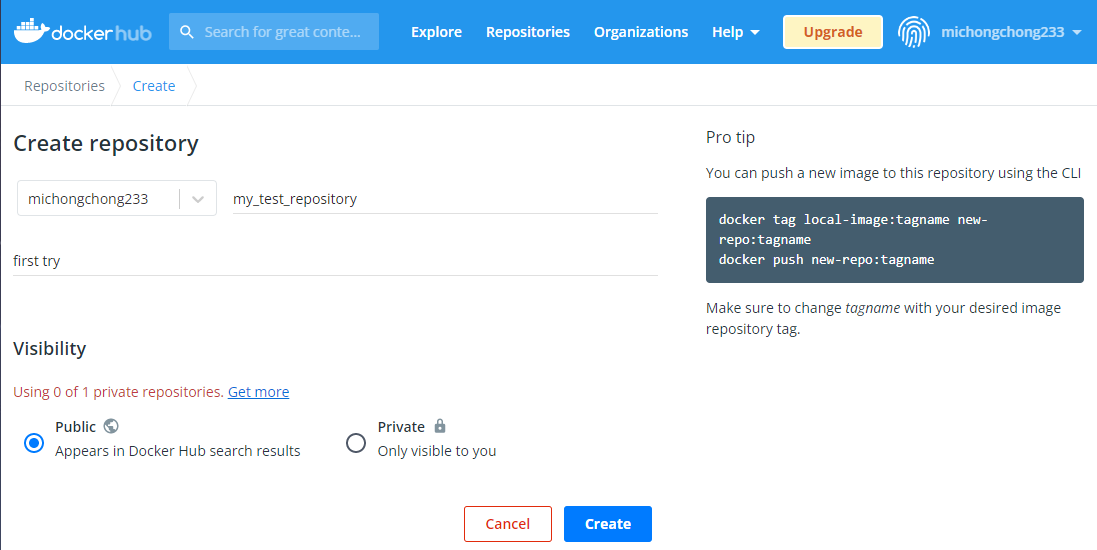 dockerhub Search for great conte... Explore Repositories Organizations Help Upgrade michongchong233
Repositories Create
Create repository
michongchong233 my_test_repository
first try
Visibility
Using 0 of 1 private repositories. Get more
Public Private
Appears in Docker Hub search results Only visible to you
Cancel Create
Pro tip
You can push a new image to this repository using the CLI
docker tag local-image:tagname new-
repo:tagname
docker push new-repo:tagname
Make sure to change tagname with your desired image
repository tag.